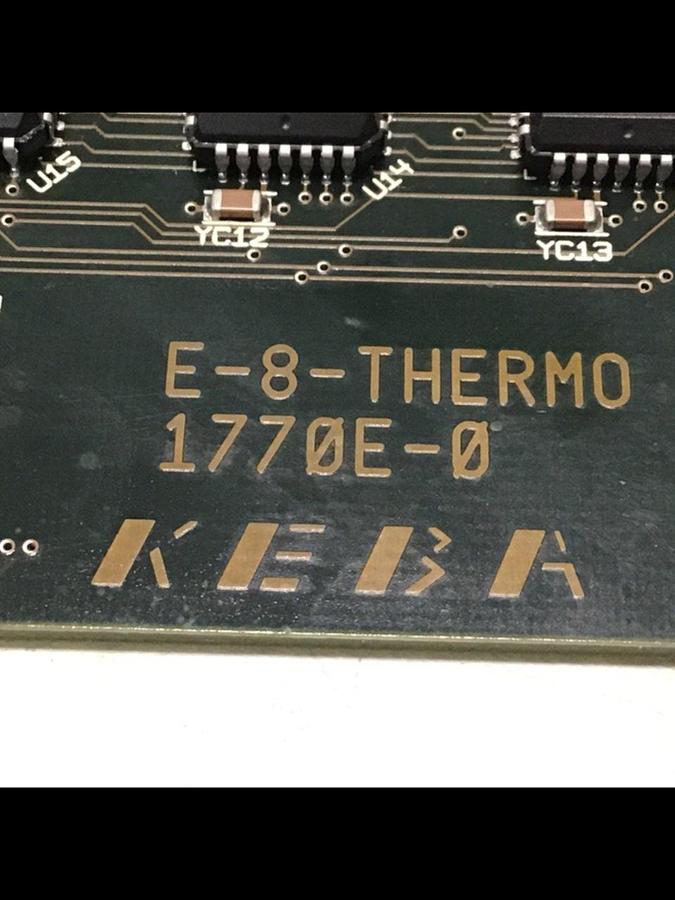 U15
U14
YC12
YC13
E-8-THERMO
1770E-0
KEBA